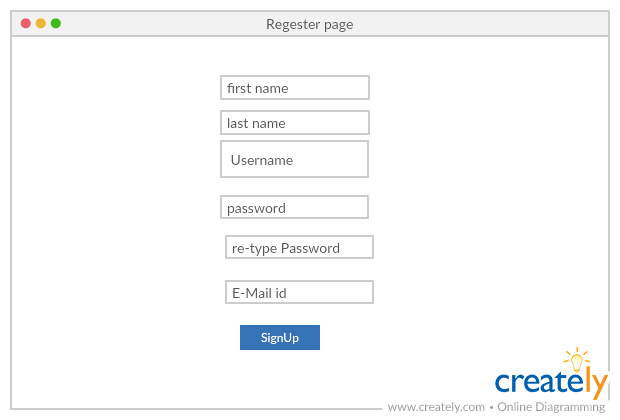 Regester page
first name
last name
Username
password
re-type Password
E-Mail id
SignUp
creately
www.creately.com • Online Diagramming